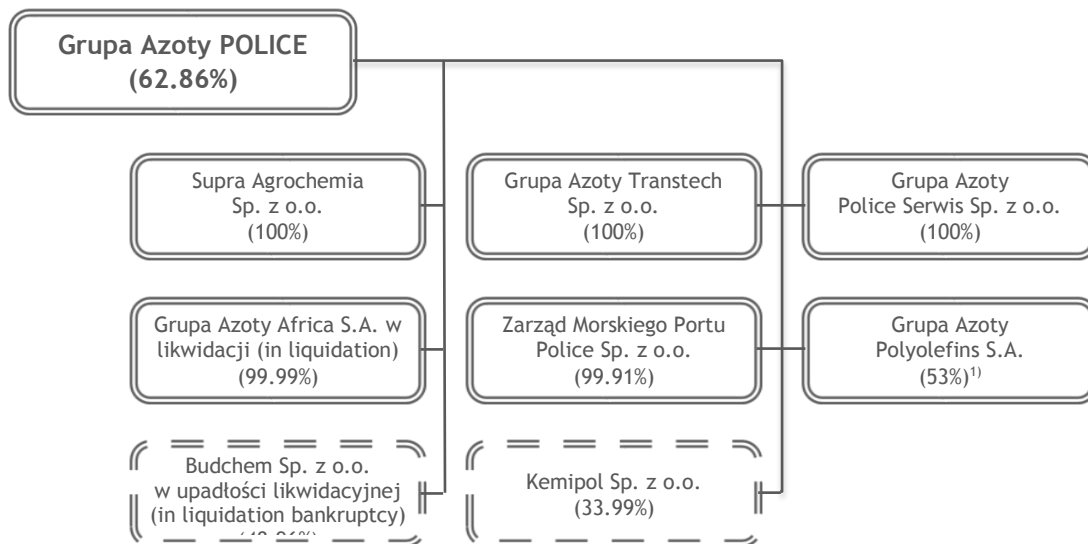 Grupa Azoty POLICE
(62.86%)
Supra Agrochemia
Sp. z o.o.
(100%)
Grupa Azoty Transtech
Sp. z o.o.
(100%)
Grupa Azoty
Police Serwis Sp. z o.o.
(100%)
Grupa Azoty Africa S.A. w
likwidacji (in liquidation)
(99.99%)
Zarząd Morskiego Portu
Police Sp. z o.o.
(99.91%)
Grupa Azoty
Polyolefins S.A.
(53%)¹⁾
Budchem Sp. z o.o.
w upadłości likwidacyjnej
(in liquidation bankruptcy)
Kemipol Sp. z o.o.
(33.99%)